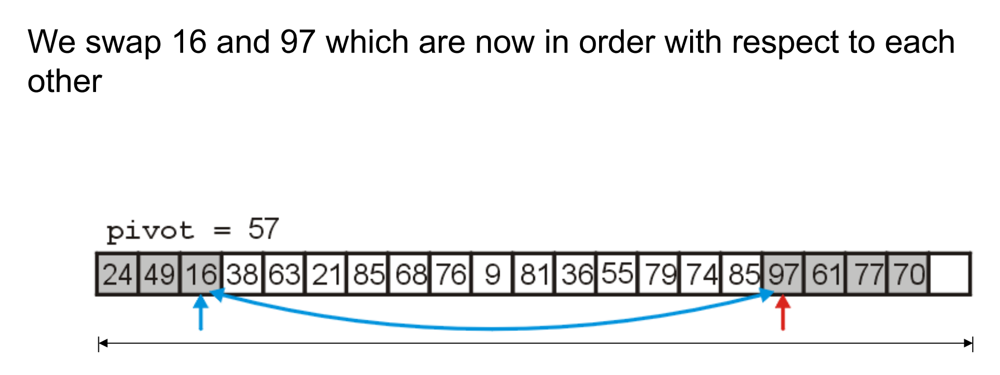 We swap 16 and 97 which are now in order with respect to each
other
pivot = 57
24 49 16 38 63 21 85 68 76 9 81 36 55 79 74 85 97 61 77 70